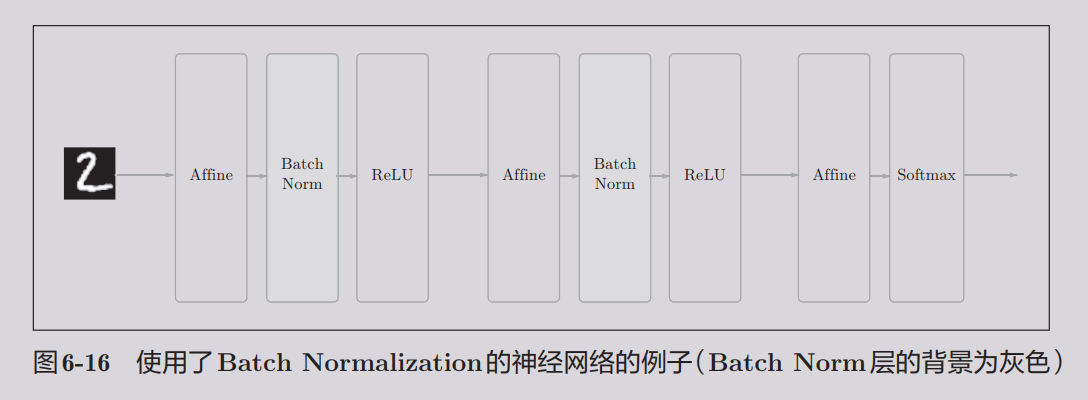 2
Affine
Batch
Norm
ReLU
Affine
Batch
Norm
ReLU
Affine
Softmax
图6-16 使用了Batch Normalization的神经网络的例子（Batch Norm层的背景为灰色）